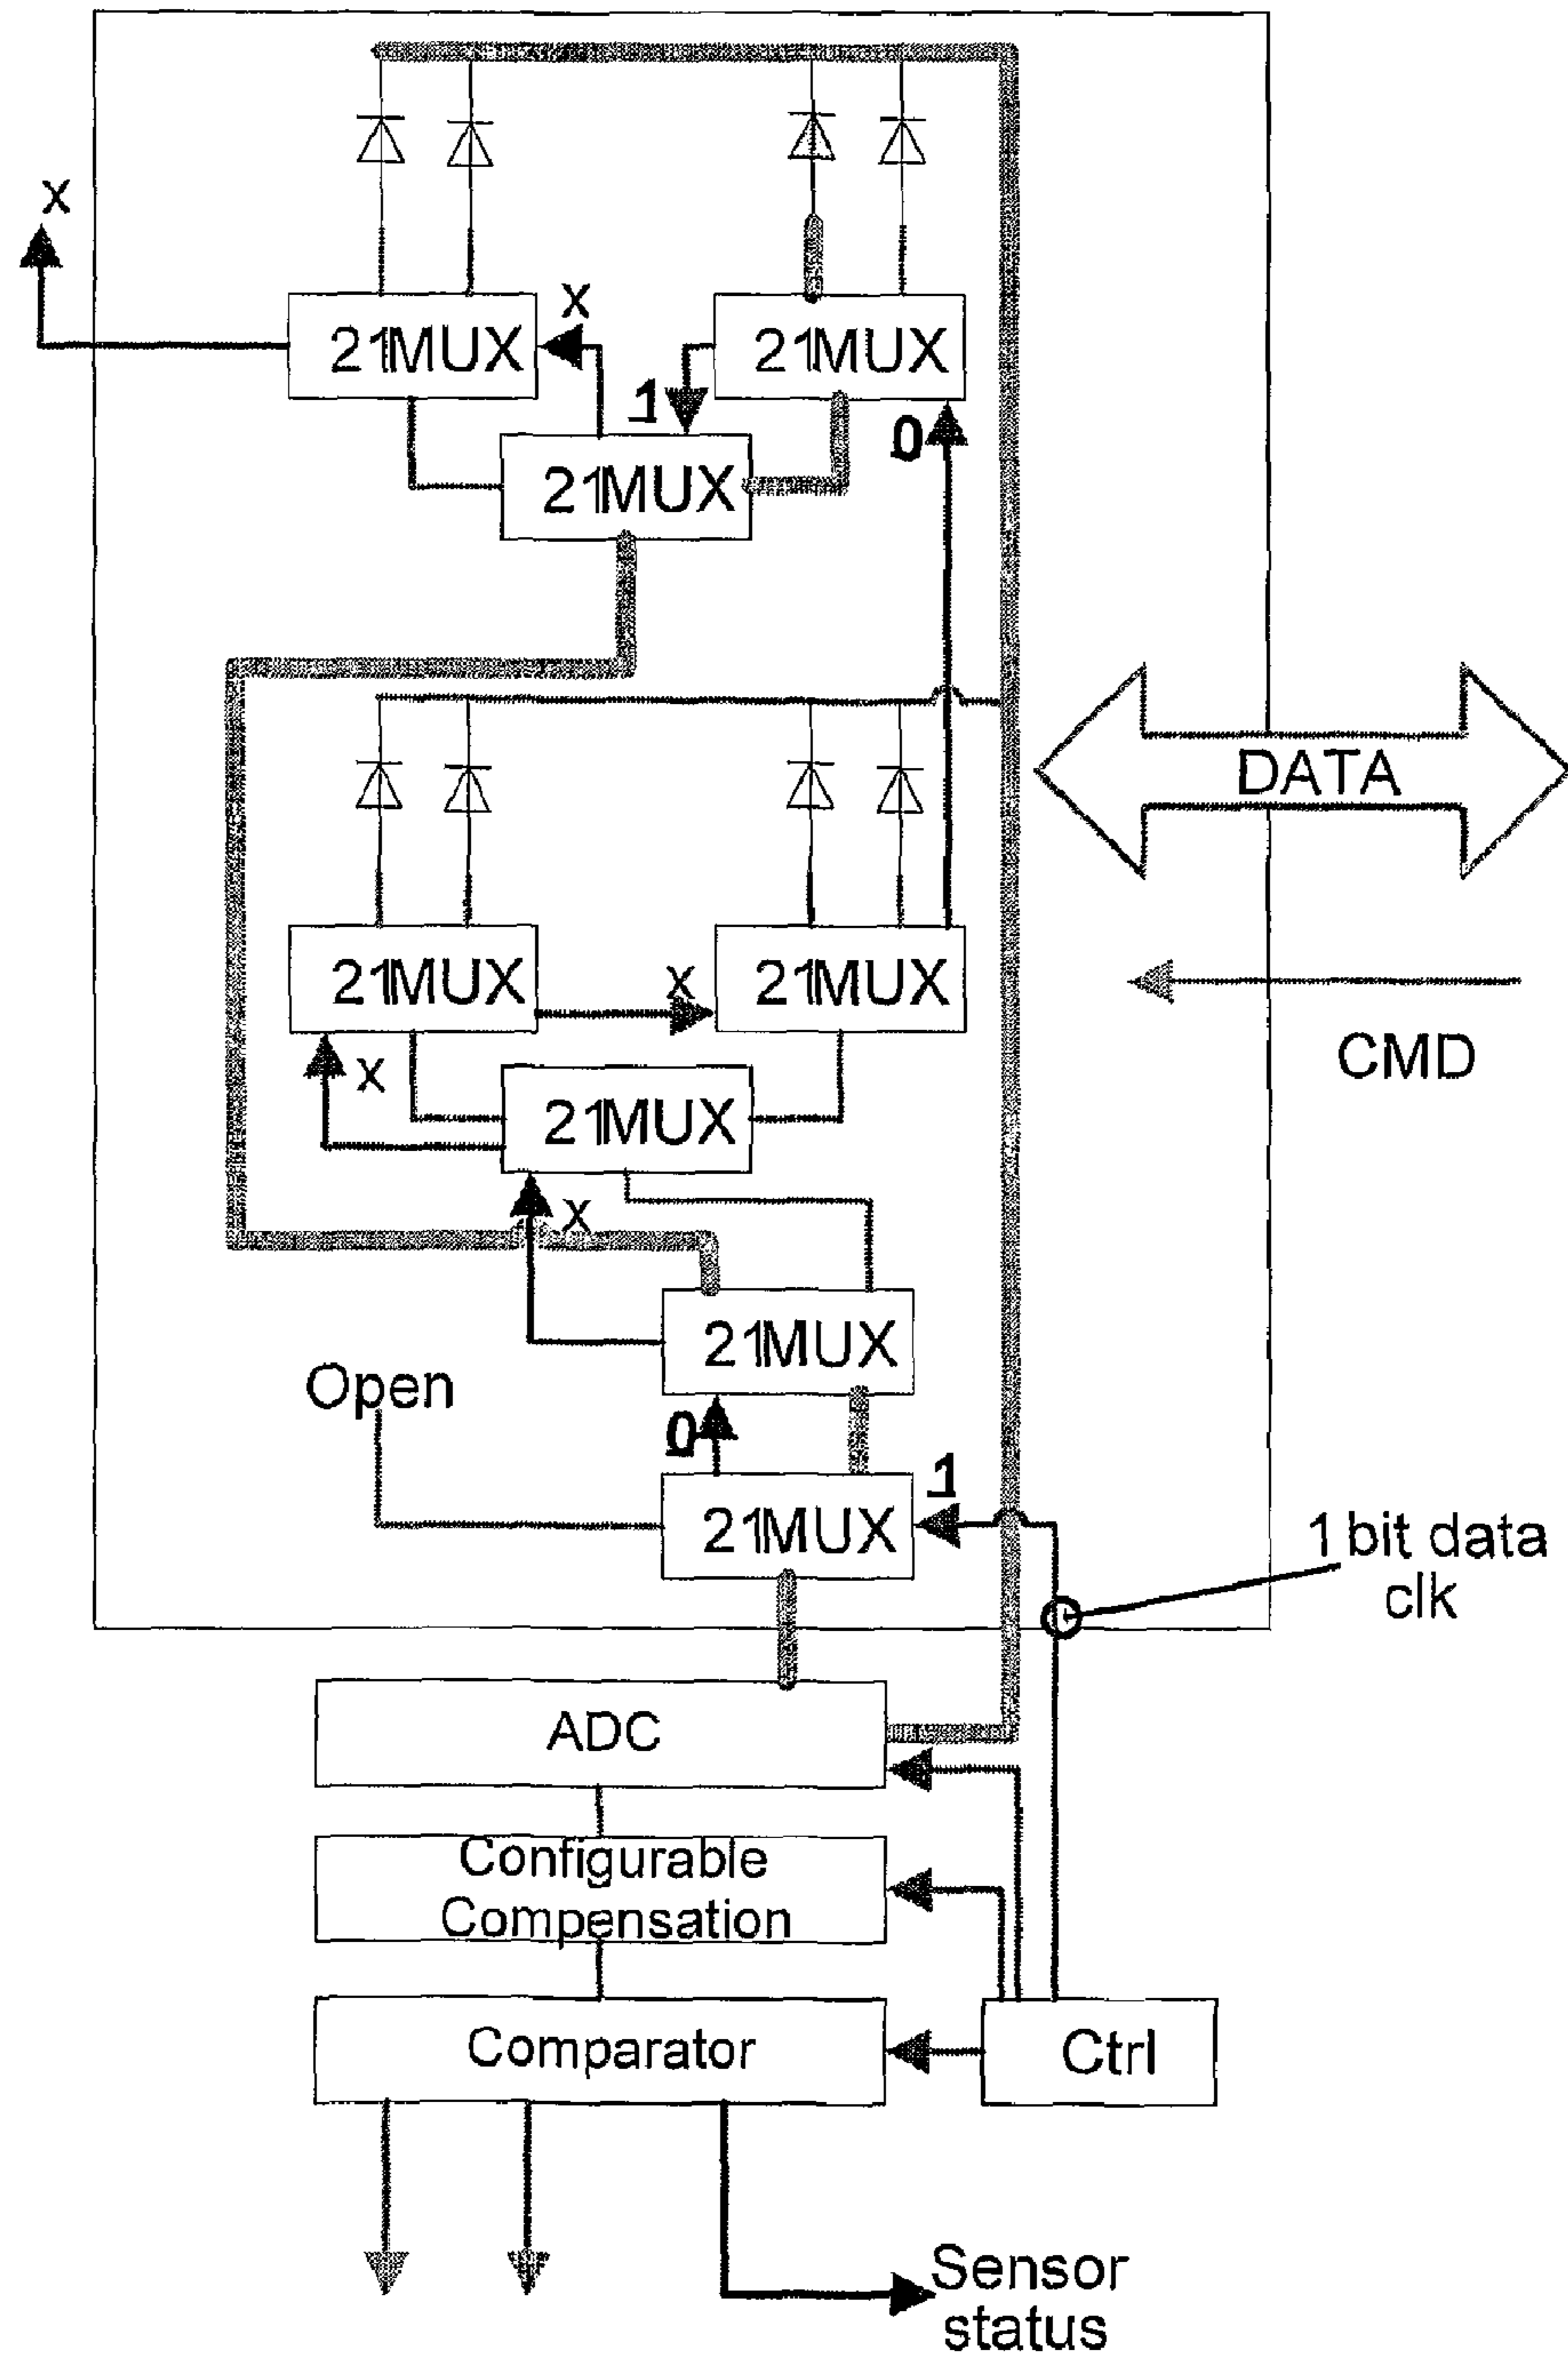 x
x
21MUX
21MUX
1
0
21MUX
DATA
21MUX
x
21MUX
CMD
x
21MUX
x
21MUX
Open
0
1
21MUX
1 bit data
clk
ADC
Configurable
Compensation
Comparator
Ctrl
Sensor
status